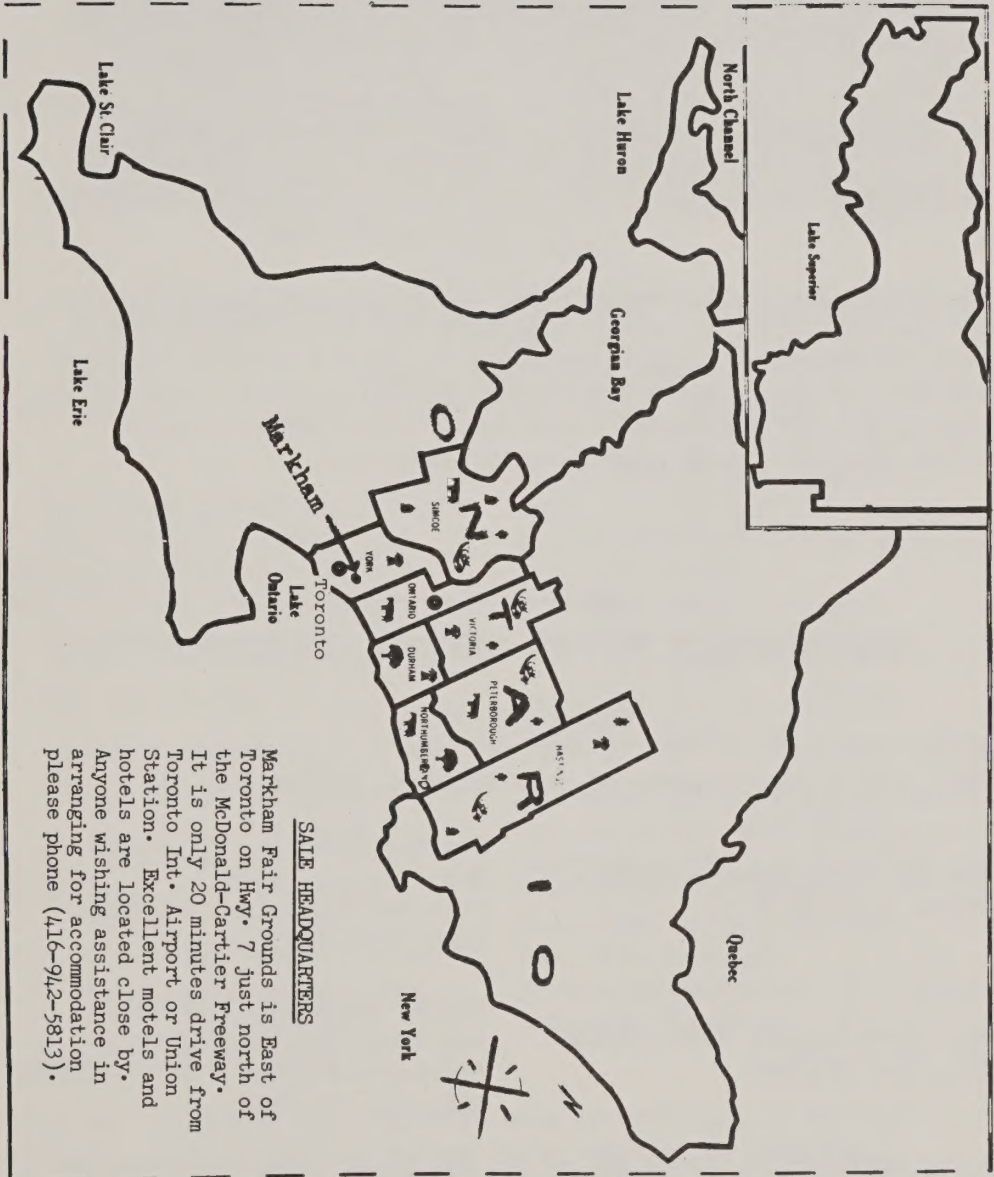 Lake Superior
North Channel
Lake Huron
Georgian Bay
Lake St. Clair
Lake Erie
Quebec
O N T A R I O
SIMCOE
YORK
ONTARIO
VICTORIA
DURHAM
PETERBOROUGH
NORTHUMBERLAND
Markham
Toronto
Lake
Ontario
New York
N
SALE HEADQUARTERS
Markham Fair Grounds is East of
Toronto on Hwy. 7 just north of
the McDonald-Cartier Freeway.
It is only 20 minutes drive from
Toronto Int. Airport or Union
Station. Excellent motels and
hotels are located close by.
Anyone wishing assistance in
arranging for accommodation
please phone (416-942-5813).